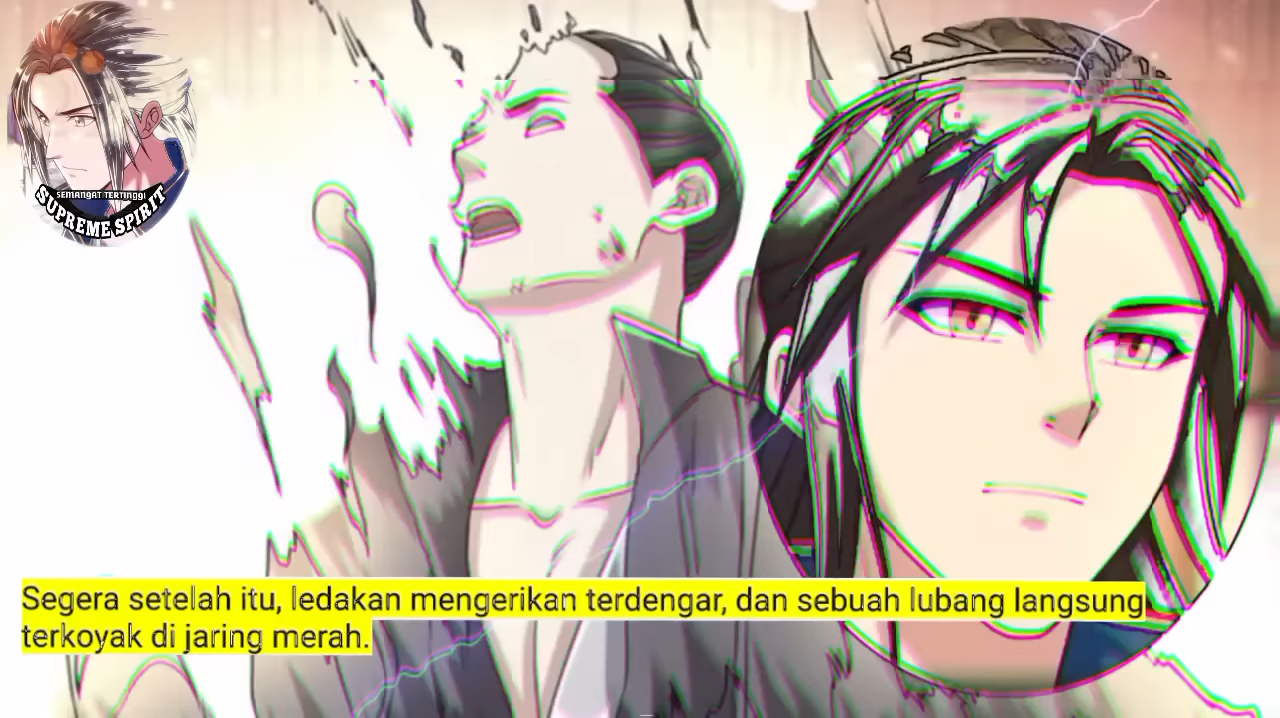 SEMANGAT TERTINGGI
SUPREME SPIRIT
Segera setelah itu, ledakan mengerikan terdengar, dan sebuah lubang langsung
terkoyak di jaring merah.